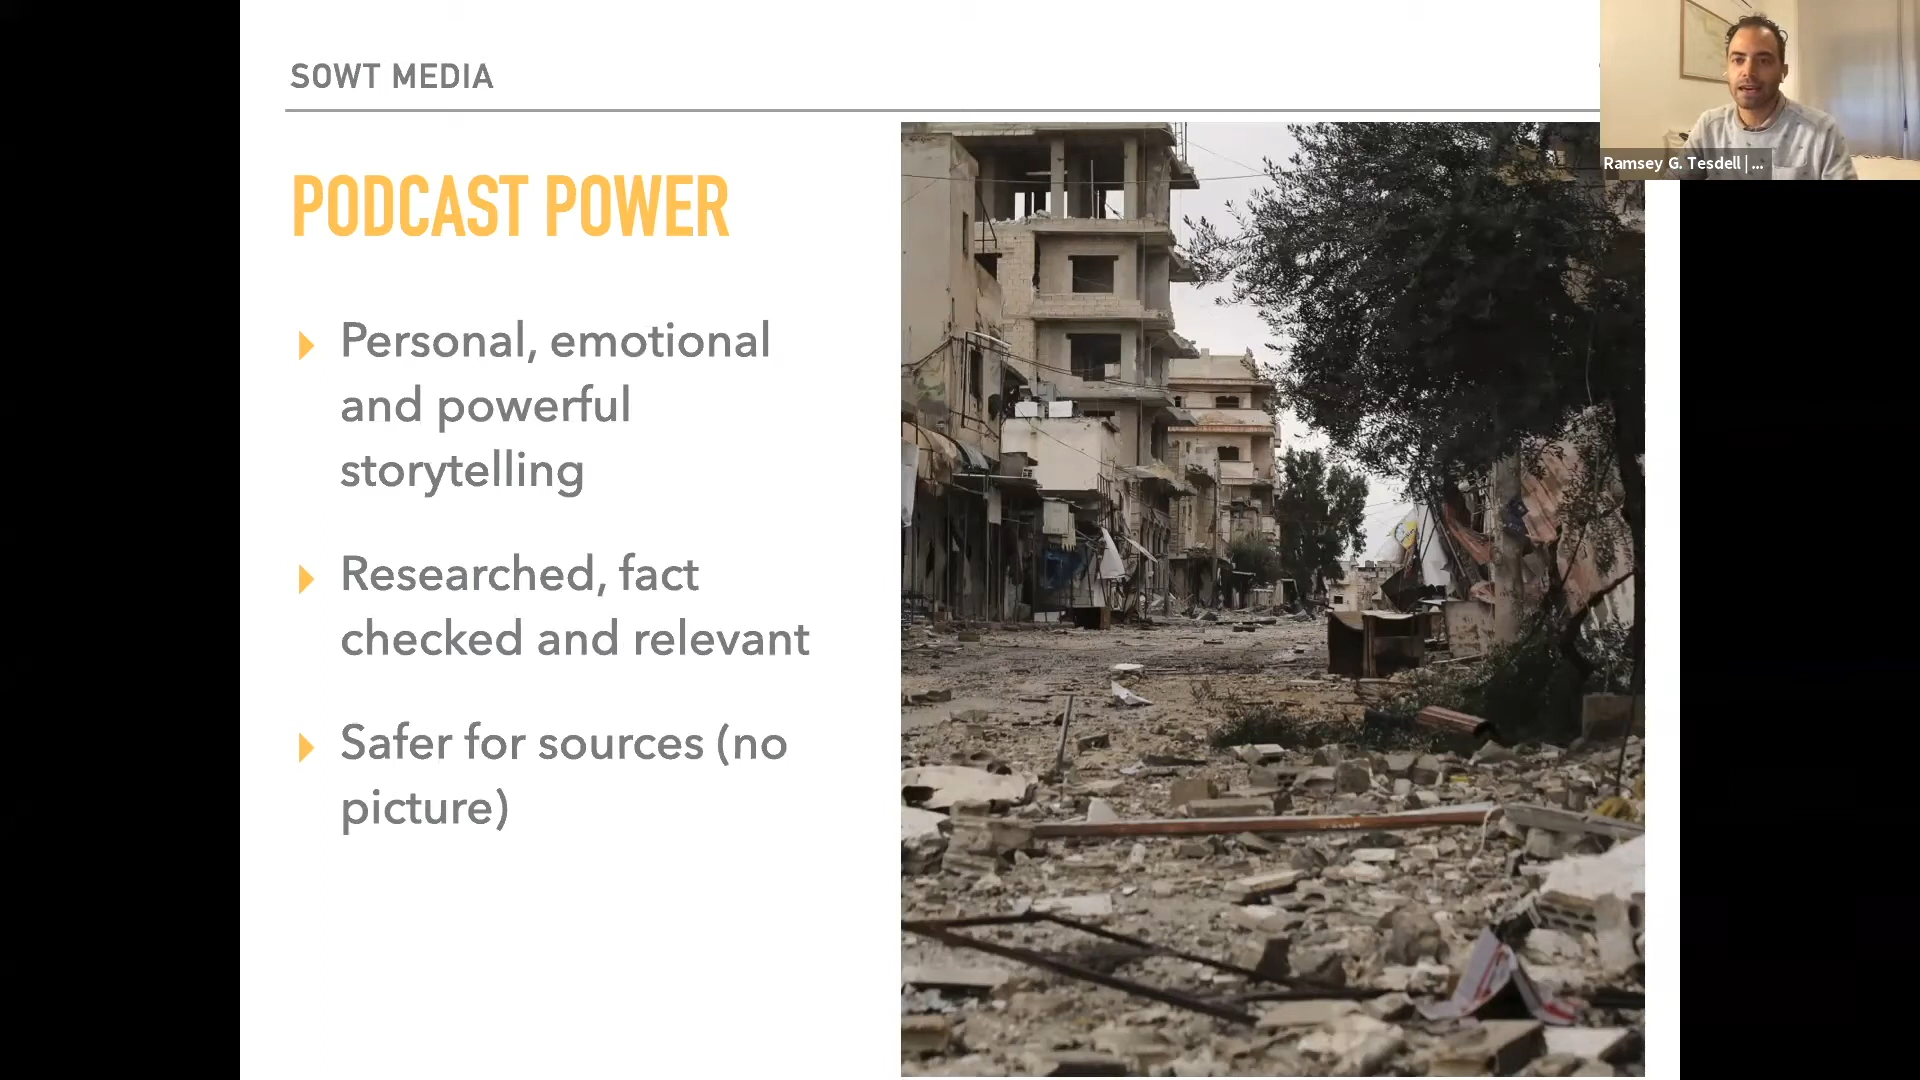 SOWT MEDIA
PODCAST POWER
Personal, emotional
and powerful
storytelling
Researched, fact
checked and relevant
Safer for sources (no
picture)
Ramsey G. Tesdell | ...